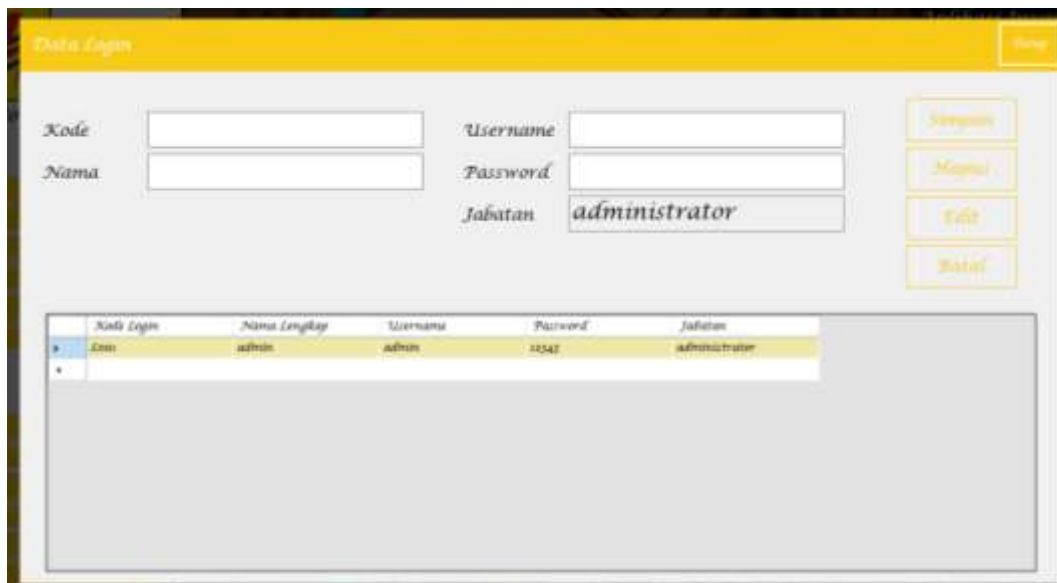 Data Login
Kode
Username
Simpan
Nama
Password
Hapus
Jabatan
administrator
Edit
Batal
Kode Login Nama Lengkap Username Password Jabatan
admin admin 12345 administrator